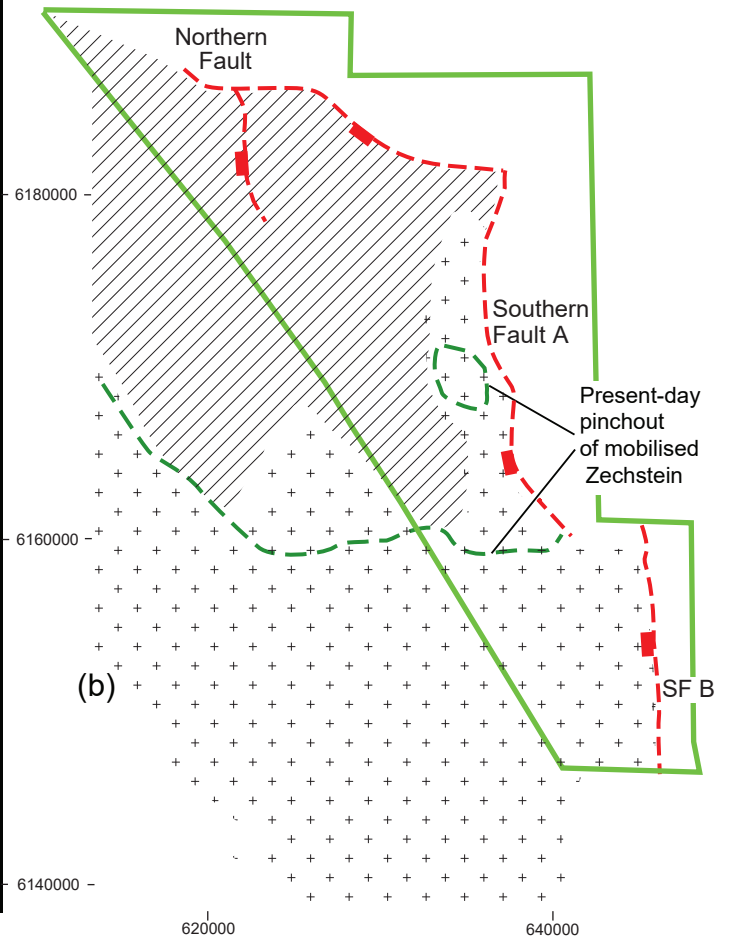 Northern
Fault
6180000
Southern
Fault A
Present-day
pinchout
of mobilised
Zechstein
6160000
(b)
SF B
6140000
620000
640000